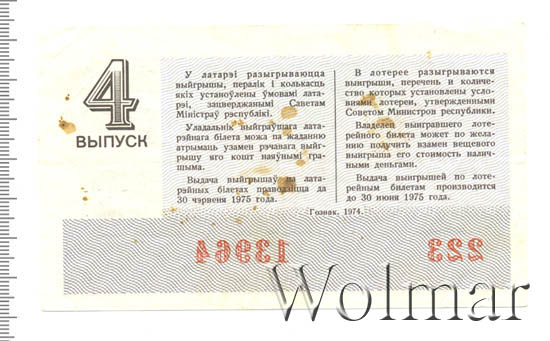 4
ВЫПУСК
У латарэі разыгрываюцца
выйгрышы, пералік і колькасць
якіх устаноўлены ўмовамі лата-
рэі, зацверджанымі Саветам
Міністраў рэспублікі.
Уладальнік выйграўшага лата-
рэйнага білета можа па жаданню
атрымаць узамен рэчавага выйг-
рышу яго кошт наяўнымі гра-
шыма.
Выдача выйгрышаў па лата-
рэйных білетах праводзіцца да
30 чэрвеня 1975 года.
В лотерее разыгрываются
выигрыши, перечень и количе-
ство которых установлены усло-
виями лотереи, утвержденными
Советом Министров республики.
Владелец выигравшего лоте-
рейного билета может по жела-
нию получить взамен вещевого
выигрыша его стоимость налич-
ными деньгами.
Выдача выигрышей по лоте-
рейным билетам производится
до 30 июня 1975 года.
Гознак. 1974.
13964
223
Wolmar